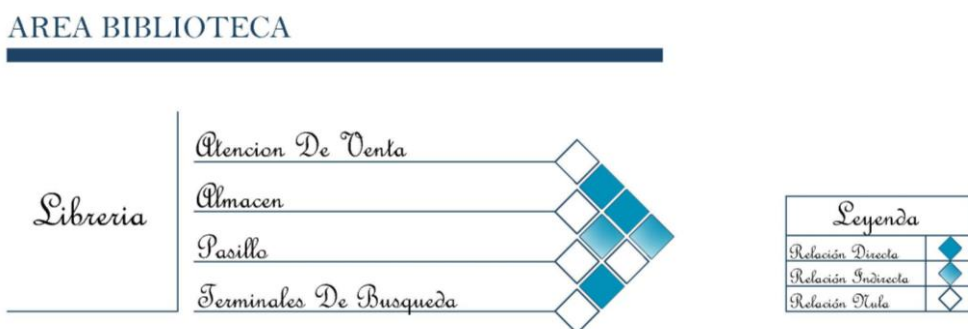 AREA BIBLIOTECA
Libreria
Atencion De Venta
Almacen
Pasillo
Terminales De Busqueda
Leyenda
Relación Directa
Relación Indirecta
Relación Nula